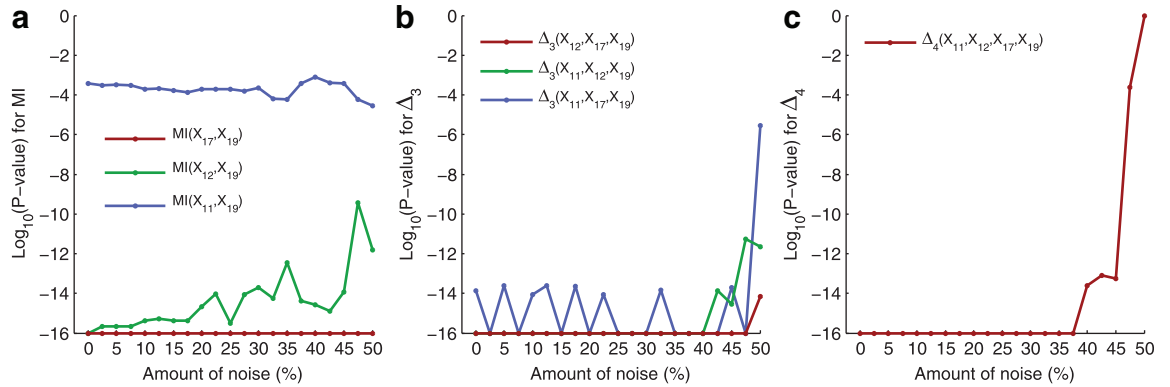 a
Log10(P−value) for MI
0
−2
−4
−6
−8
−10
−12
−14
−16
MI(X17,X19)
MI(X12,X19)
MI(X11,X19)
0 5 10 15 20 25 30 35 40 45 50
Amount of noise (%)
b
Log10(P−value) for Δ3
0
−2
−4
−6
−8
−10
−12
−14
−16
Δ3(X12,X17,X19)
Δ3(X11,X12,X19)
Δ3(X11,X17,X19)
0 5 10 15 20 25 30 35 40 45 50
Amount of noise (%)
c
Log10(P−value) for Δ4
0
−2
−4
−6
−8
−10
−12
−14
−16
Δ4(X11,X12,X17,X19)
0 5 10 15 20 25 30 35 40 45 50
Amount of noise (%)